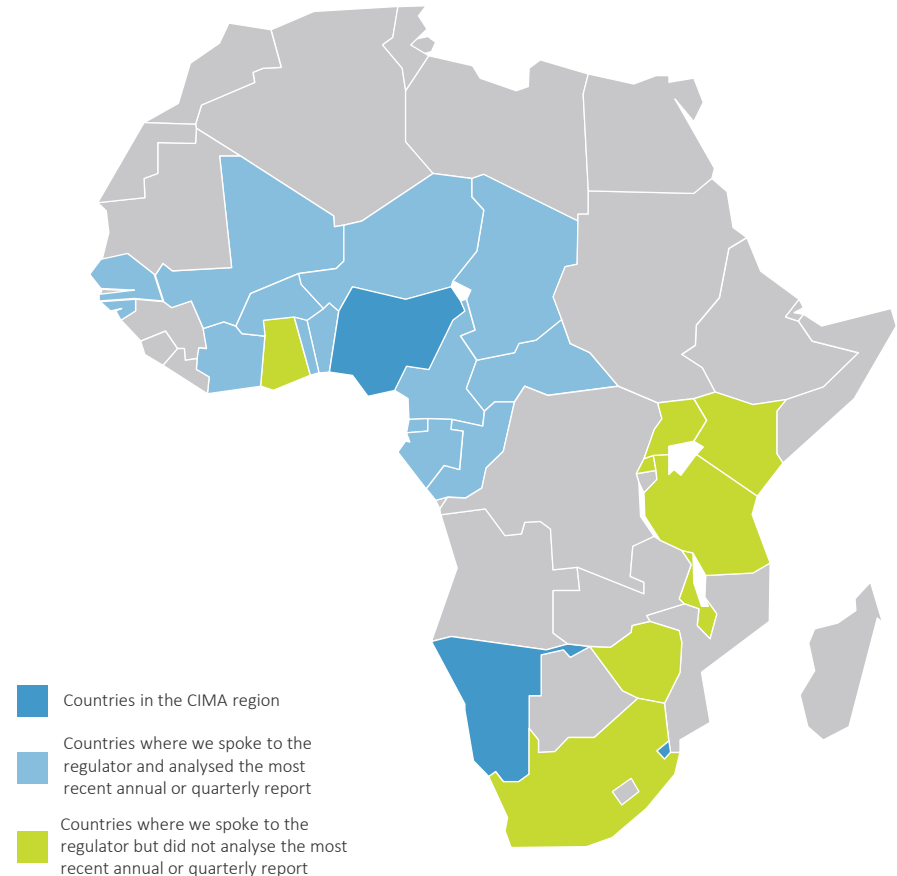 Countries in the CIMA region
Countries where we spoke to the
regulator and analysed the most
recent annual or quarterly report
Countries where we spoke to the
regulator but did not analyse the most
recent annual or quarterly report